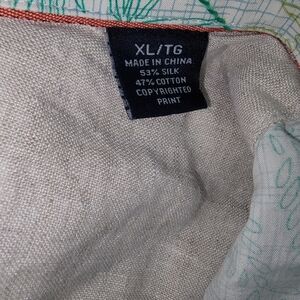 XL/TG
MADE IN CHINA
53% SILK
47% COTTON
COPYRIGHTED
PRINT